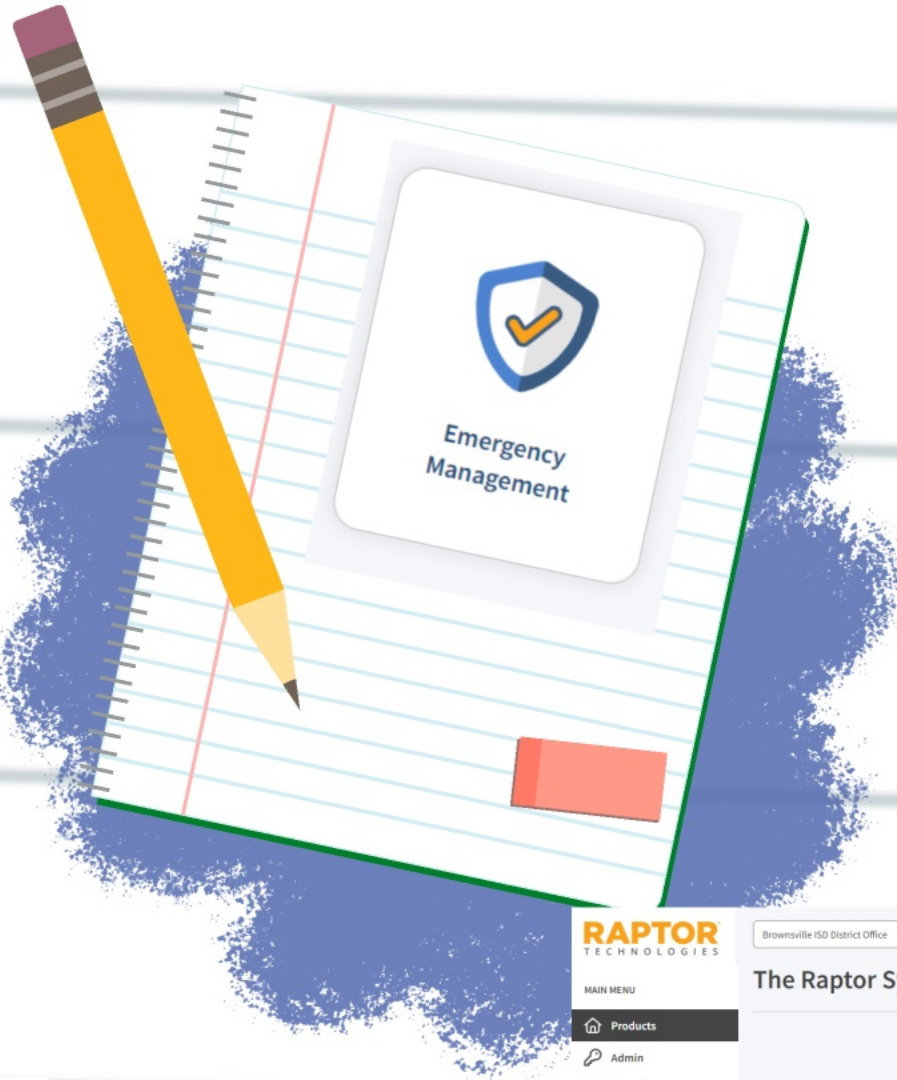 Emergency
Management
RAPTOR
TECHNOLOGIES
Brownsville ISD District Office
MAIN MENU
The Raptor
Products
Admin